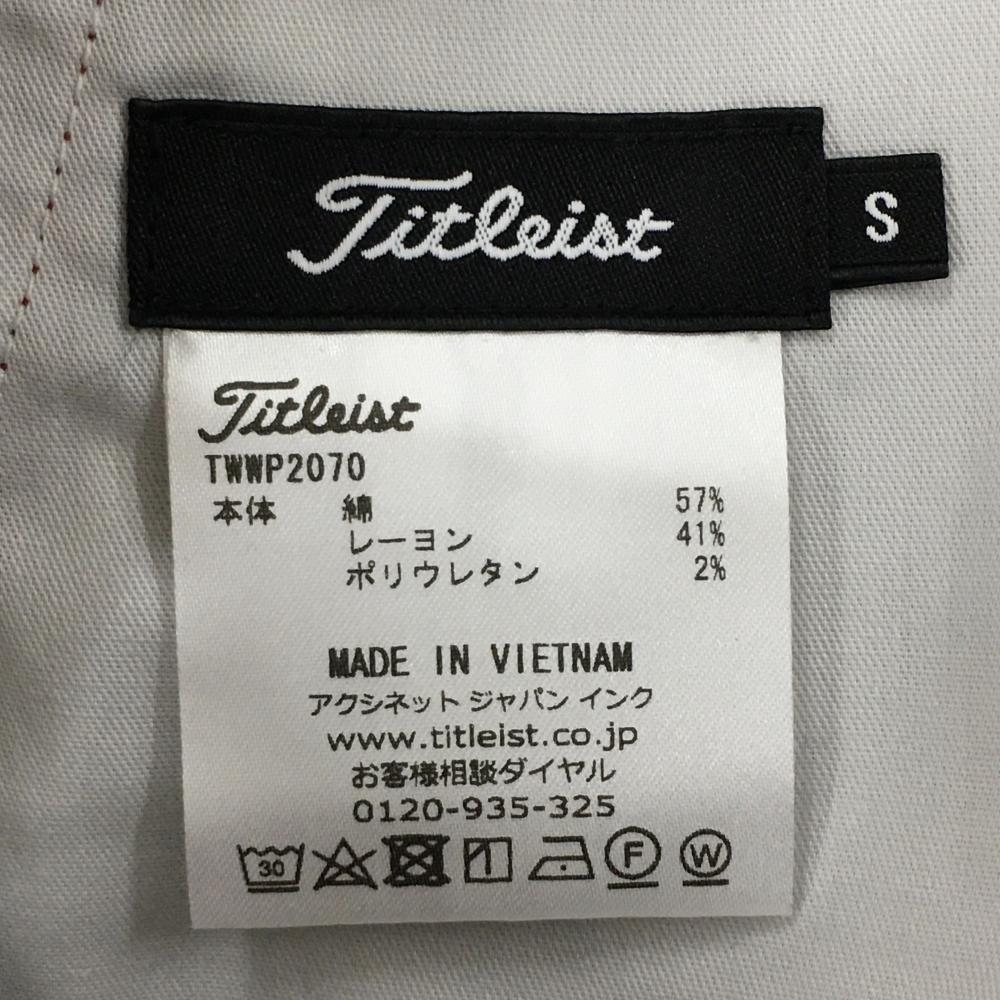 Titleist
S
Titleist
TWWP2070
本体 綿 57%
レーヨン 41%
ポリウレタン 2%
MADE IN VIETNAM
アクシネット ジャパン インク
www.titleist.co.jp
お客様相談ダイヤル
0120-935-325
30 F W